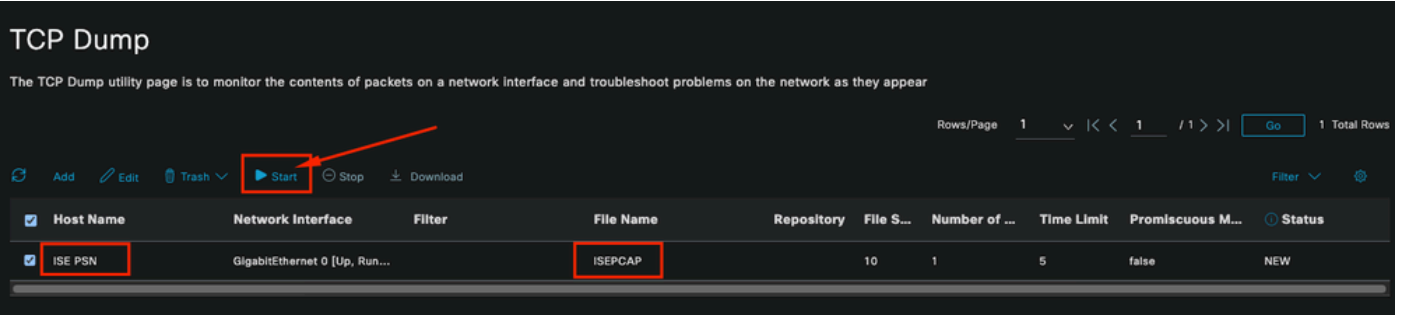 TCP Dump
The TCP Dump utility page is to monitor the contents of packets on a network interface and troubleshoot problems on the network as they appear
Rows/Page 1 |< < 1 / 1 > >| Go 1 Total Rows
Add Edit Trash Start Stop Download Filter
Host Name Network Interface Filter File Name Repository File S... Number of ... Time Limit Promiscuous M... Status
ISE PSN GigabitEthernet 0 [Up, Run... ISEPCAP 10 1 5 false NEW